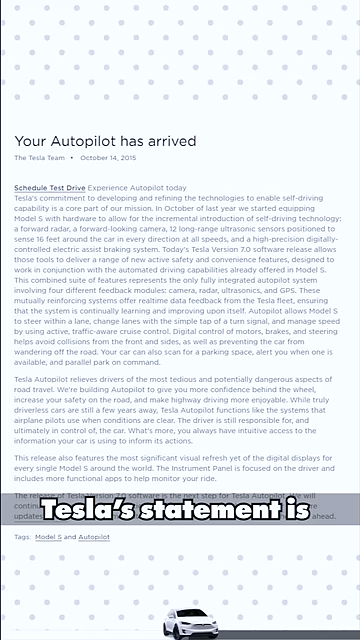 Your Autopilot has arrived
The Tesla Team • October 14, 2015
Schedule Test Drive Experience Autopilot today
Tesla's commitment to developing and refining the technologies to enable self-driving
capability is a core part of our mission. In October of last year we started equipping
Model S with hardware to allow for the incremental introduction of self-driving technology:
a forward radar, a forward-looking camera, 12 long-range ultrasonic sensors positioned to
sense 16 feet around the car in every direction at all speeds, and a high-precision digitally-
controlled electric assist braking system. Today's Tesla Version 7.0 software release allows
those tools to deliver a range of new active safety and convenience features, designed to
work in conjunction with the automated driving capabilities already offered in Model S.
This combined suite of features represents the only fully integrated autopilot system
involving four different feedback modules: camera, radar, ultrasonics, and GPS. These
mutually reinforcing systems offer realtime data feedback from the Tesla fleet, ensuring
that the system is continually learning and improving upon itself. Autopilot allows Model S
to steer within a lane, change lanes with the simple tap of a turn signal, and manage speed
by using active, traffic-aware cruise control. Digital control of motors, brakes, and steering
helps avoid collisions from the front and sides, as well as preventing the car from
wandering off the road. Your car can also scan for a parking space, alert you when one is
available, and parallel park on command.
Tesla Autopilot relieves drivers of the most tedious and potentially dangerous aspects of
road travel. We're building Autopilot to give you more confidence behind the wheel,
increase your safety on the road, and make highway driving more enjoyable. While truly
driverless cars are still a few years away, Tesla Autopilot functions like the systems that
airplane pilots use when conditions are clear. The driver is still responsible for, and
ultimately in control of, the car. What's more, you always have intuitive access to the
information your car is using to inform its actions.
This release also features the most significant visual refresh yet of the digital displays for
every single Model S around the world. The Instrument Panel is focused on the driver and
includes more functional apps to help monitor your ride.
The release of Tesla Version 7.0 software is the next step for Tesla Autopilot. We will
Tesla's statement is
ahead.
Tags: Model S and Autopilot